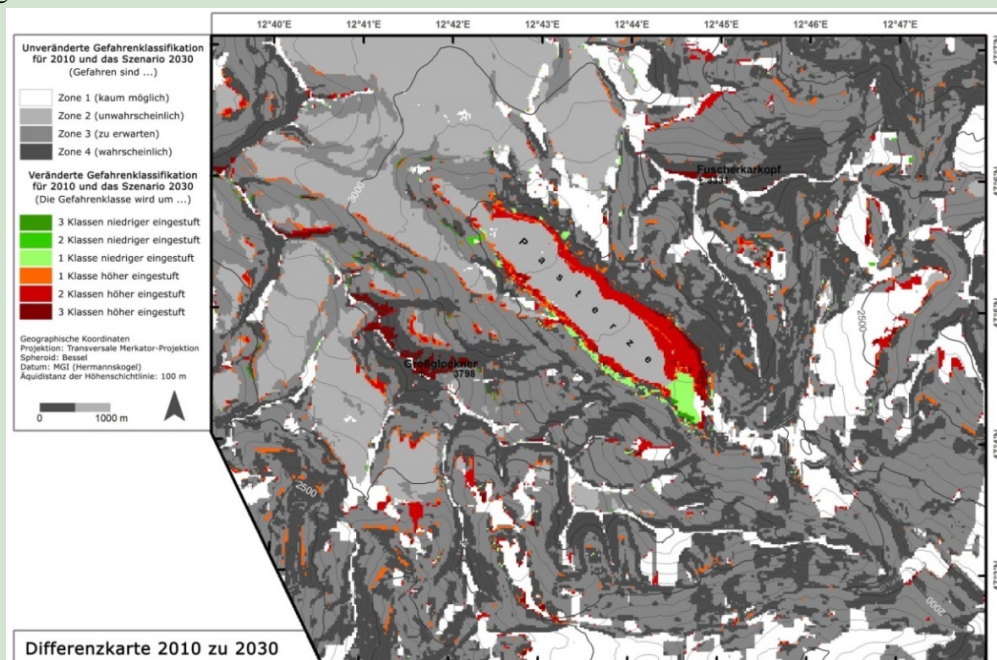 12°40'E 12°41'E 12°42'E 12°43'E 12°44'E 12°45'E 12°46'E 12°47'E
Unveränderte Gefahrenklassifikation
für 2010 und das Szenario 2030
(Gefahren sind ...)
Zone 1 (kaum möglich)
Zone 2 (unwahrscheinlich)
Zone 3 (zu erwarten)
Zone 4 (wahrscheinlich)
Veränderte Gefahrenklassifikation
für 2010 und das Szenario 2030
(Die Gefahrenklasse wird um ...)
3 Klassen niedriger eingestuft
2 Klassen niedriger eingestuft
1 Klasse niedriger eingestuft
1 Klasse höher eingestuft
2 Klassen höher eingestuft
3 Klassen höher eingestuft
Geographische Koordinaten
Projektion: Transversale Merkator-Projektion
Spheroid: Bessel
Datum: MGI (Hermannskogel)
Äquidistanz der Höhenschichtlinie: 100 m
0 1000 m
3000
Fuscherkarkopf
Pasterze
2500
Großglockner
3798
2500
2000
Differenzkarte 2010 zu 2030